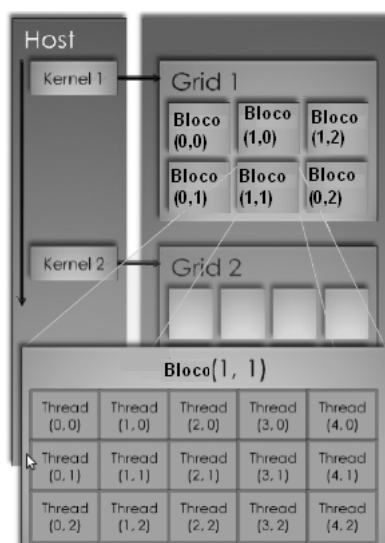 Host
Kernel 1
Grid 1
Bloco
(0,0)
Bloco
(1,0)
Bloco
(1,2)
Bloco
(0,1)
Bloco
(1,1)
Bloco
(0,2)
Kernel 2
Grid 2
Bloco(1, 1)
Thread
(0, 0)
Thread
(1, 0)
Thread
(2, 0)
Thread
(3, 0)
Thread
(4, 0)
Thread
(0, 1)
Thread
(1, 1)
Thread
(2, 1)
Thread
(3, 1)
Thread
(4, 1)
Thread
(0, 2)
Thread
(1, 2)
Thread
(2, 2)
Thread
(3, 2)
Thread
(4, 2)